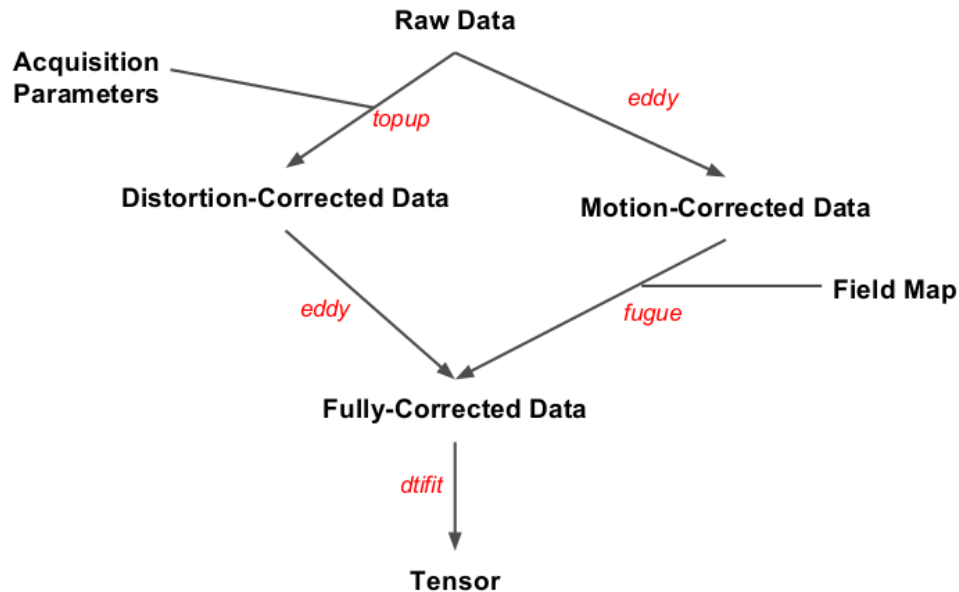 Raw Data
Acquisition
Parameters
eddy
topup
Distortion-Corrected Data
Motion-Corrected Data
Field Map
eddy
fugue
Fully-Corrected Data
dtifit
Tensor